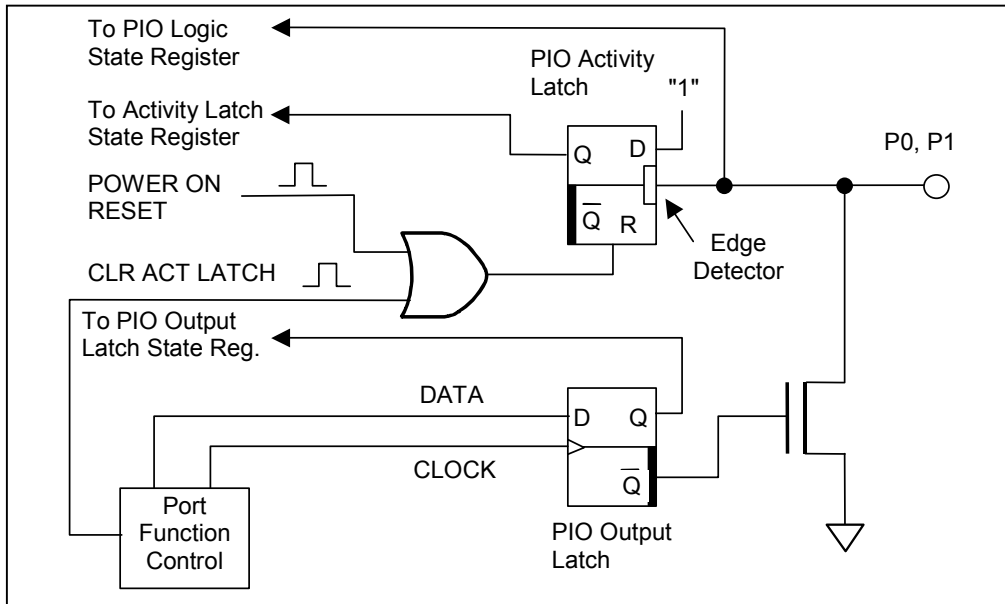 To PIO Logic
State Register
PIO Activity
Latch
"1"
To Activity Latch
State Register
Q
D
P0, P1
POWER ON
RESET
Q̅
R
Edge
Detector
CLR ACT LATCH
To PIO Output
Latch State Reg.
DATA
D
Q
CLOCK
Q̅
Port
Function
Control
PIO Output
Latch